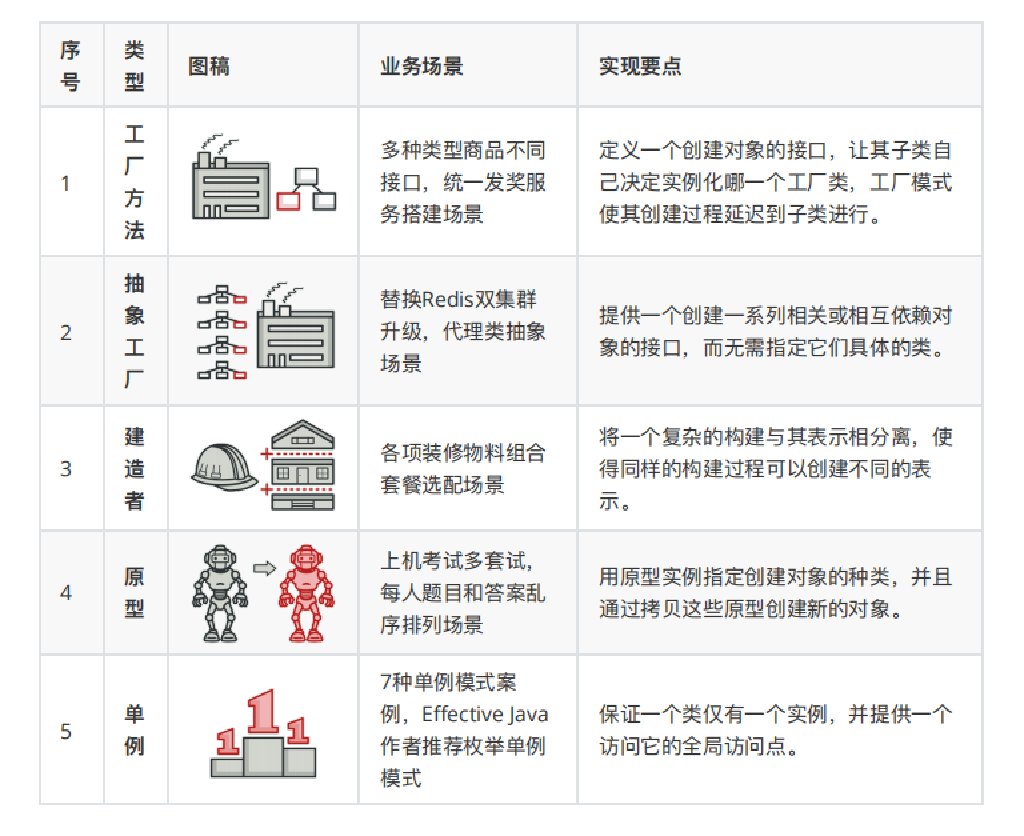 序号
类型
图稿
业务场景
实现要点
1
工厂方法
多种类型商品不同
接口，统一发奖服
务搭建场景
定义一个创建对象的接口，让其子类自
己决定实例化哪一个工厂类，工厂模式
使其创建过程延迟到子类进行。
2
抽象工厂
替换Redis双集群
升级，代理类抽象
场景
提供一个创建一系列相关或相互依赖对
象的接口，而无需指定它们具体的类。
3
建造者
各项装修物料组合
套餐选配场景
将一个复杂的构建与其表示相分离，使
得同样的构建过程可以创建不同的表
示。
4
原型
上机考试多套试，
每人题目和答案乱
序排列场景
用原型实例指定创建对象的种类，并且
通过拷贝这些原型创建新的对象。
5
单例
1
1
1
7种单例模式案
例，Effective Java
作者推荐枚举单例
模式
保证一个类仅有一个实例，并提供一个
访问它的全局访问点。